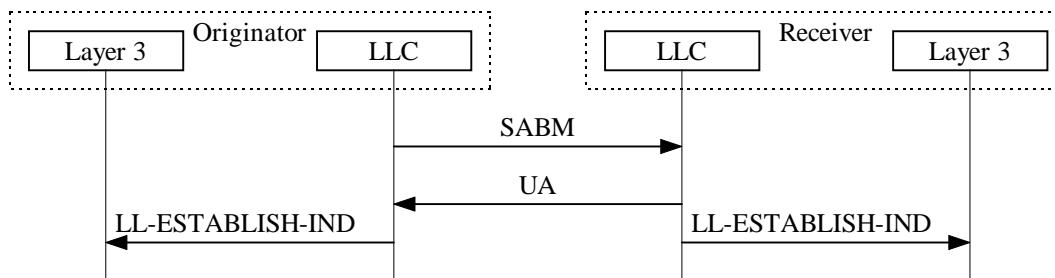 Originator
Receiver
Layer 3
LLC
LLC
Layer 3
SABM
UA
LL-ESTABLISH-IND
LL-ESTABLISH-IND